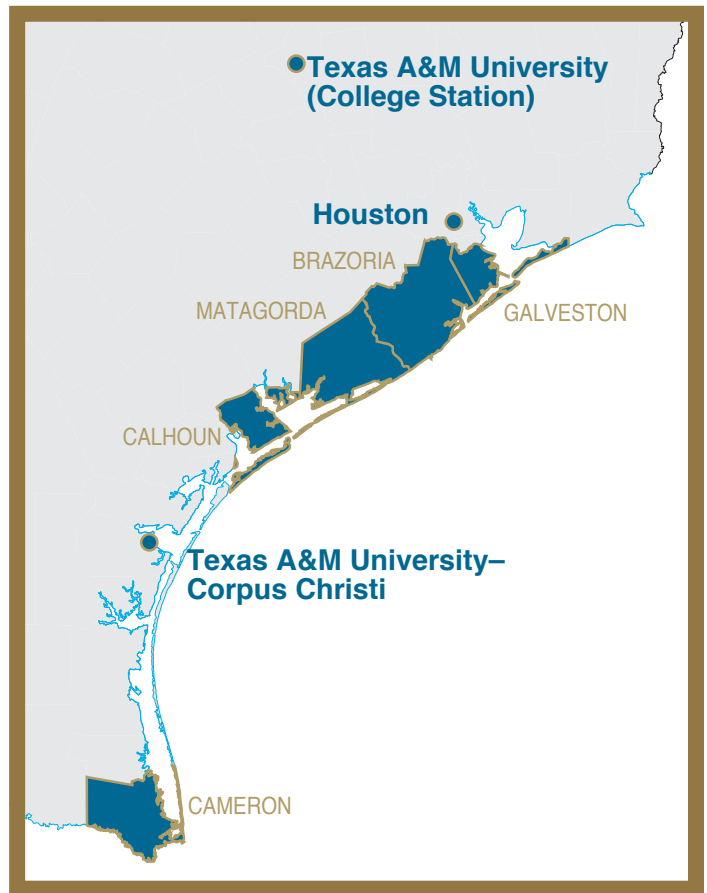 Texas A&M University
(College Station)
Houston
BRAZORIA
MATAGORDA
GALVESTON
CALHOUN
Texas A&M University–
Corpus Christi
CAMERON